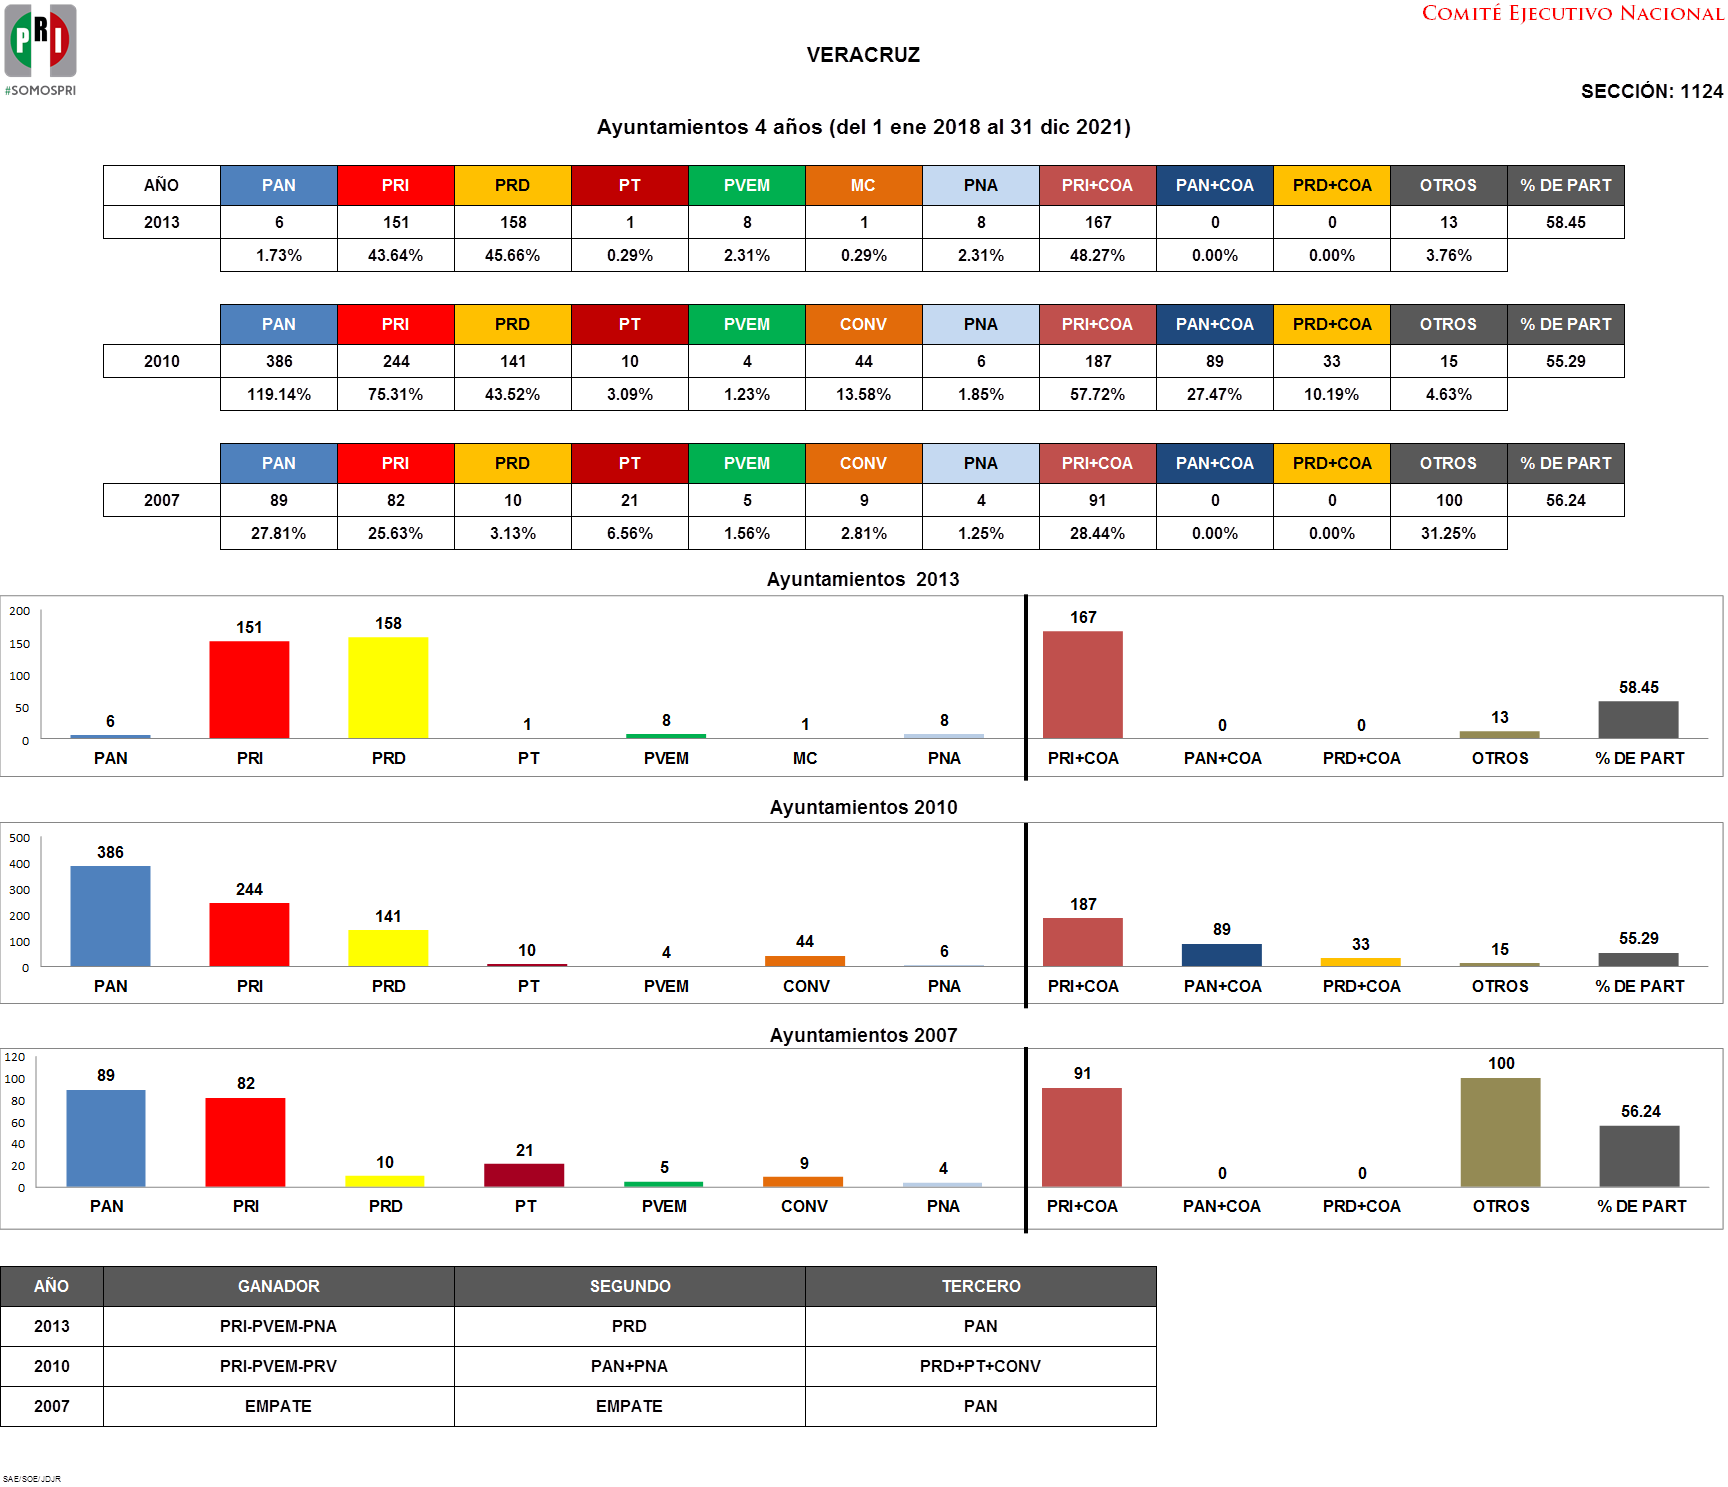 PRI
#SOMOSPRI
COMITÉ EJECUTIVO NACIONAL
VERACRUZ
SECCIÓN: 1124
Ayuntamientos 4 años (del 1 ene 2018 al 31 dic 2021)
AÑO PAN PRI PRD PT PVEM MC PNA PRI+COA PAN+COA PRD+COA OTROS % DE PART
2013 6 151 158 1 8 1 8 167 0 0 13 58.45
1.73% 43.64% 45.66% 0.29% 2.31% 0.29% 2.31% 48.27% 0.00% 0.00% 3.76%
PAN PRI PRD PT PVEM CONV PNA PRI+COA PAN+COA PRD+COA OTROS % DE PART
2010 386 244 141 10 4 44 6 187 89 33 15 55.29
119.14% 75.31% 43.52% 3.09% 1.23% 13.58% 1.85% 57.72% 27.47% 10.19% 4.63%
PAN PRI PRD PT PVEM CONV PNA PRI+COA PAN+COA PRD+COA OTROS % DE PART
2007 89 82 10 21 5 9 4 91 0 0 100 56.24
27.81% 25.63% 3.13% 6.56% 1.56% 2.81% 1.25% 28.44% 0.00% 0.00% 31.25%
Ayuntamientos 2013
200
150
100
50
0
6 151 158 1 8 1 8 167 0 0 13 58.45
PAN PRI PRD PT PVEM MC PNA PRI+COA PAN+COA PRD+COA OTROS % DE PART
Ayuntamientos 2010
500
400
300
200
100
0
386 244 141 10 4 44 6 187 89 33 15 55.29
PAN PRI PRD PT PVEM CONV PNA PRI+COA PAN+COA PRD+COA OTROS % DE PART
Ayuntamientos 2007
120
100
80
60
40
20
0
89 82 10 21 5 9 4 91 0 0 100 56.24
PAN PRI PRD PT PVEM CONV PNA PRI+COA PAN+COA PRD+COA OTROS % DE PART
AÑO GANADOR SEGUNDO TERCERO
2013 PRI-PVEM-PNA PRD PAN
2010 PRI-PVEM-PRV PAN+PNA PRD+PT+CONV
2007 EMPATE EMPATE PAN
SAE/SOE/JDJR